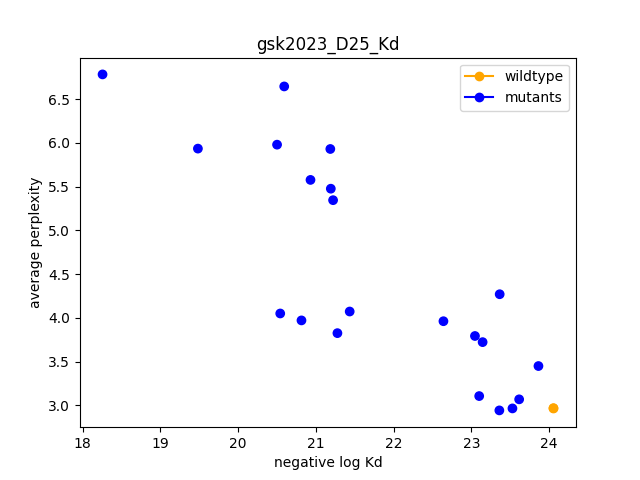 gsk2023_D25_Kd
wildtype
mutants
6.5
6.0
5.5
5.0
4.5
4.0
3.5
3.0
average perplexity
18 19 20 21 22 23 24
negative log Kd